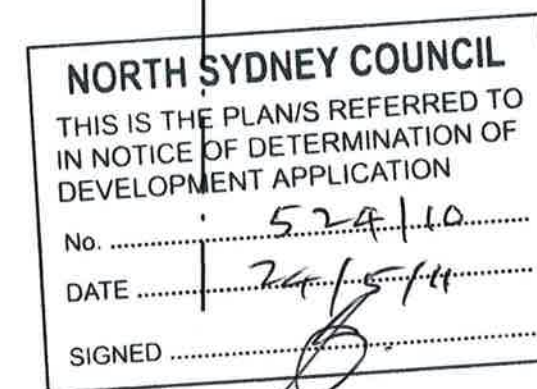 NORTH SYDNEY COUNCIL
THIS IS THE PLAN/S REFERRED TO
IN NOTICE OF DETERMINATION OF
DEVELOPMENT APPLICATION
No. 524/10
DATE 24/5/11
SIGNED